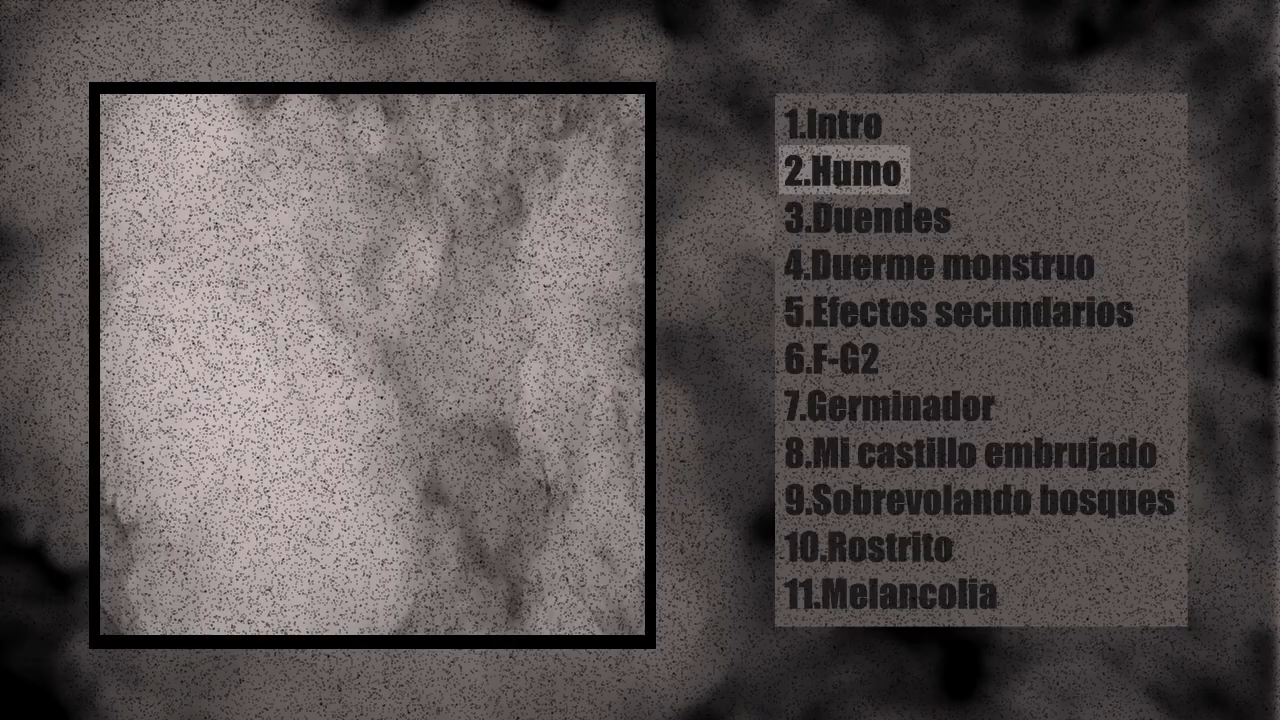 1.Intro
2.Humo
3.Duendes
4.Duerme monstruo
5.Efectos secundarios
6.F-G2
7.Germinador
8.Mi castillo embrujado
9.Sobrevolando bosques
10.Rostrito
11.Melancolia